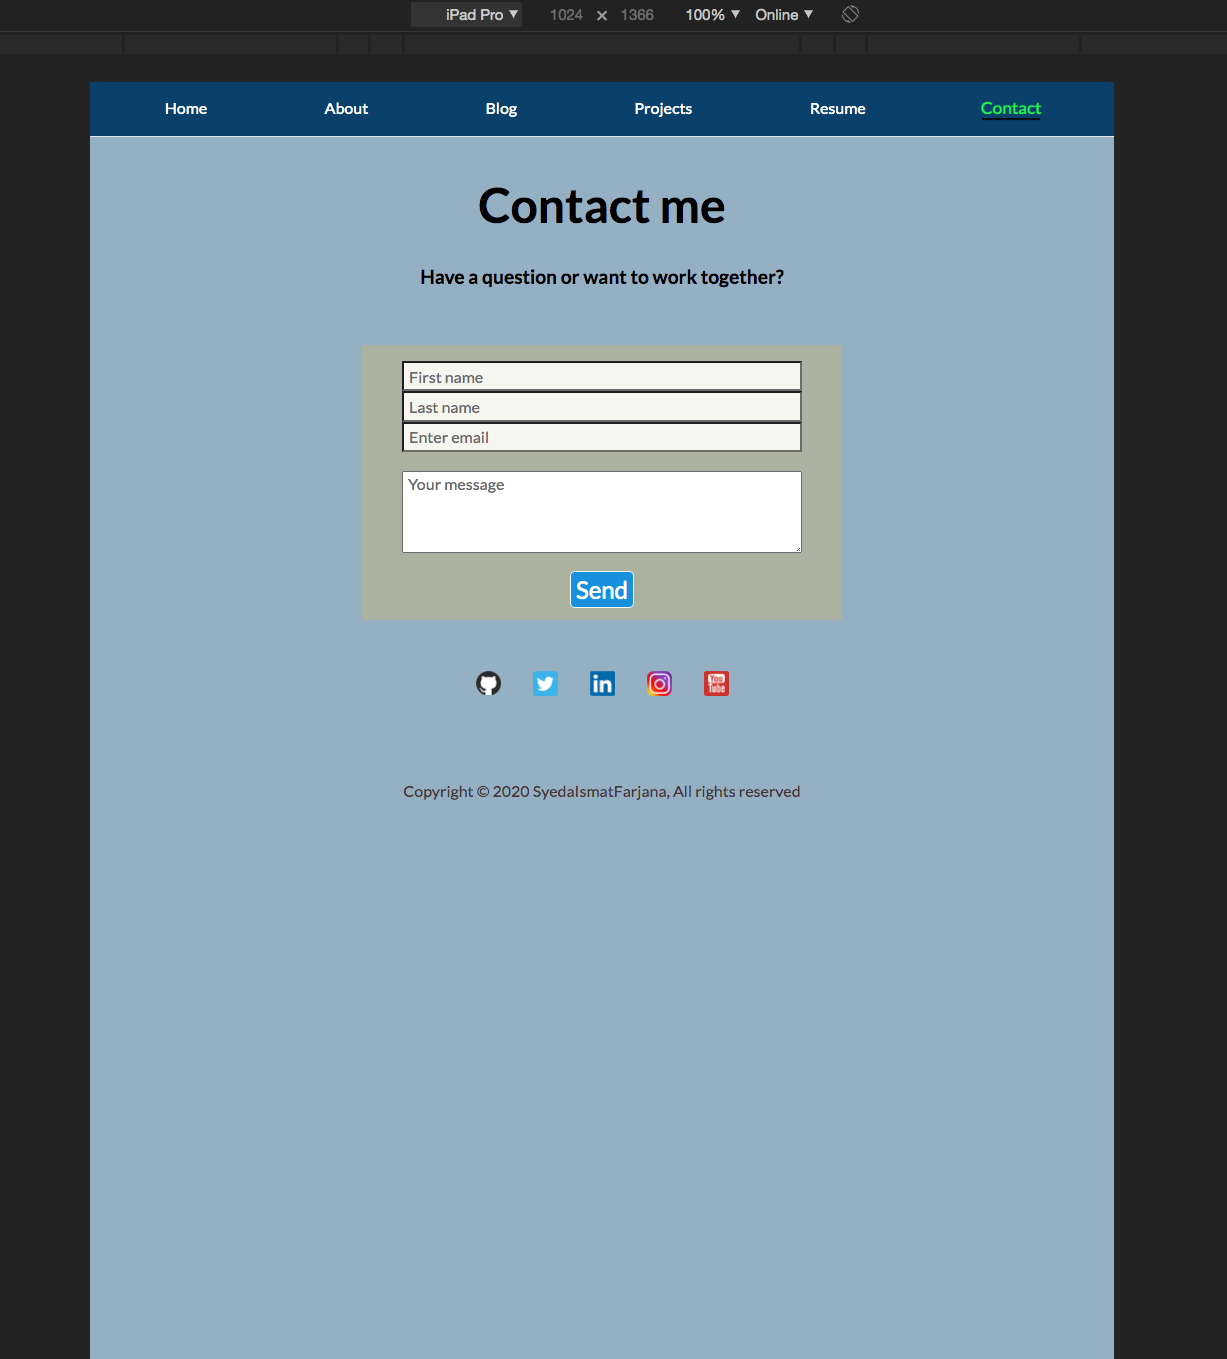 iPad Pro ▼ 1024 × 1366 100% ▼ Online ▼
Home About Blog Projects Resume Contact
Contact me
Have a question or want to work together?
First name
Last name
Enter email
Your message
Send
in You Tube
Copyright © 2020 SyedaIsmatFarjana, All rights reserved